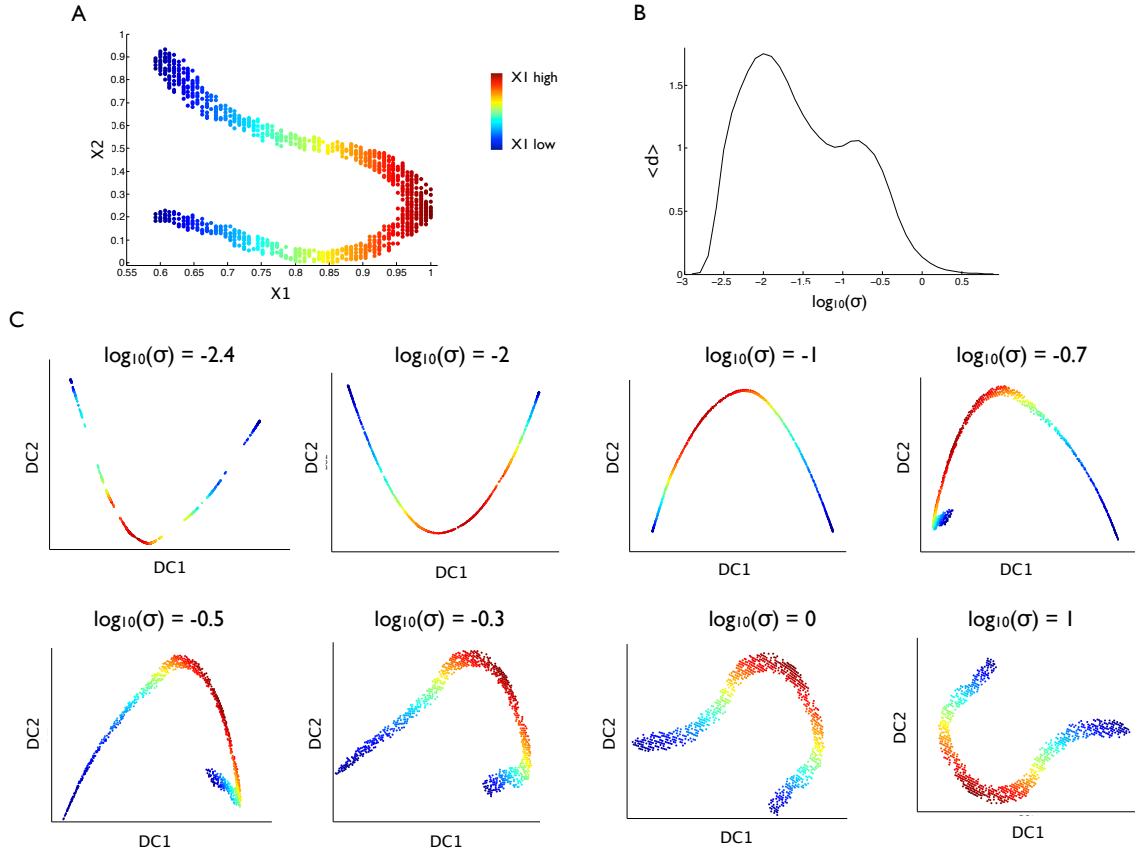 A
1
0.9
0.8
0.7
0.6
0.5
0.4
0.3
0.2
0.1
0
X2
0.55 0.6 0.65 0.7 0.75 0.8 0.85 0.9 0.95 1
X1
X1 high
X1 low
B
1.5
1
0.5
0
<d>
−3 −2.5 −2 −1.5 −1 −0.5 0 0.5
log10(σ)
C
log10(σ) = -2.4
DC2
DC1
log10(σ) = -2
DC2
DC1
log10(σ) = -1
DC2
DC1
log10(σ) = -0.7
DC2
DC1
log10(σ) = -0.5
DC2
DC1
log10(σ) = -0.3
DC2
DC1
log10(σ) = 0
DC2
DC1
log10(σ) = 1
DC2
DC1